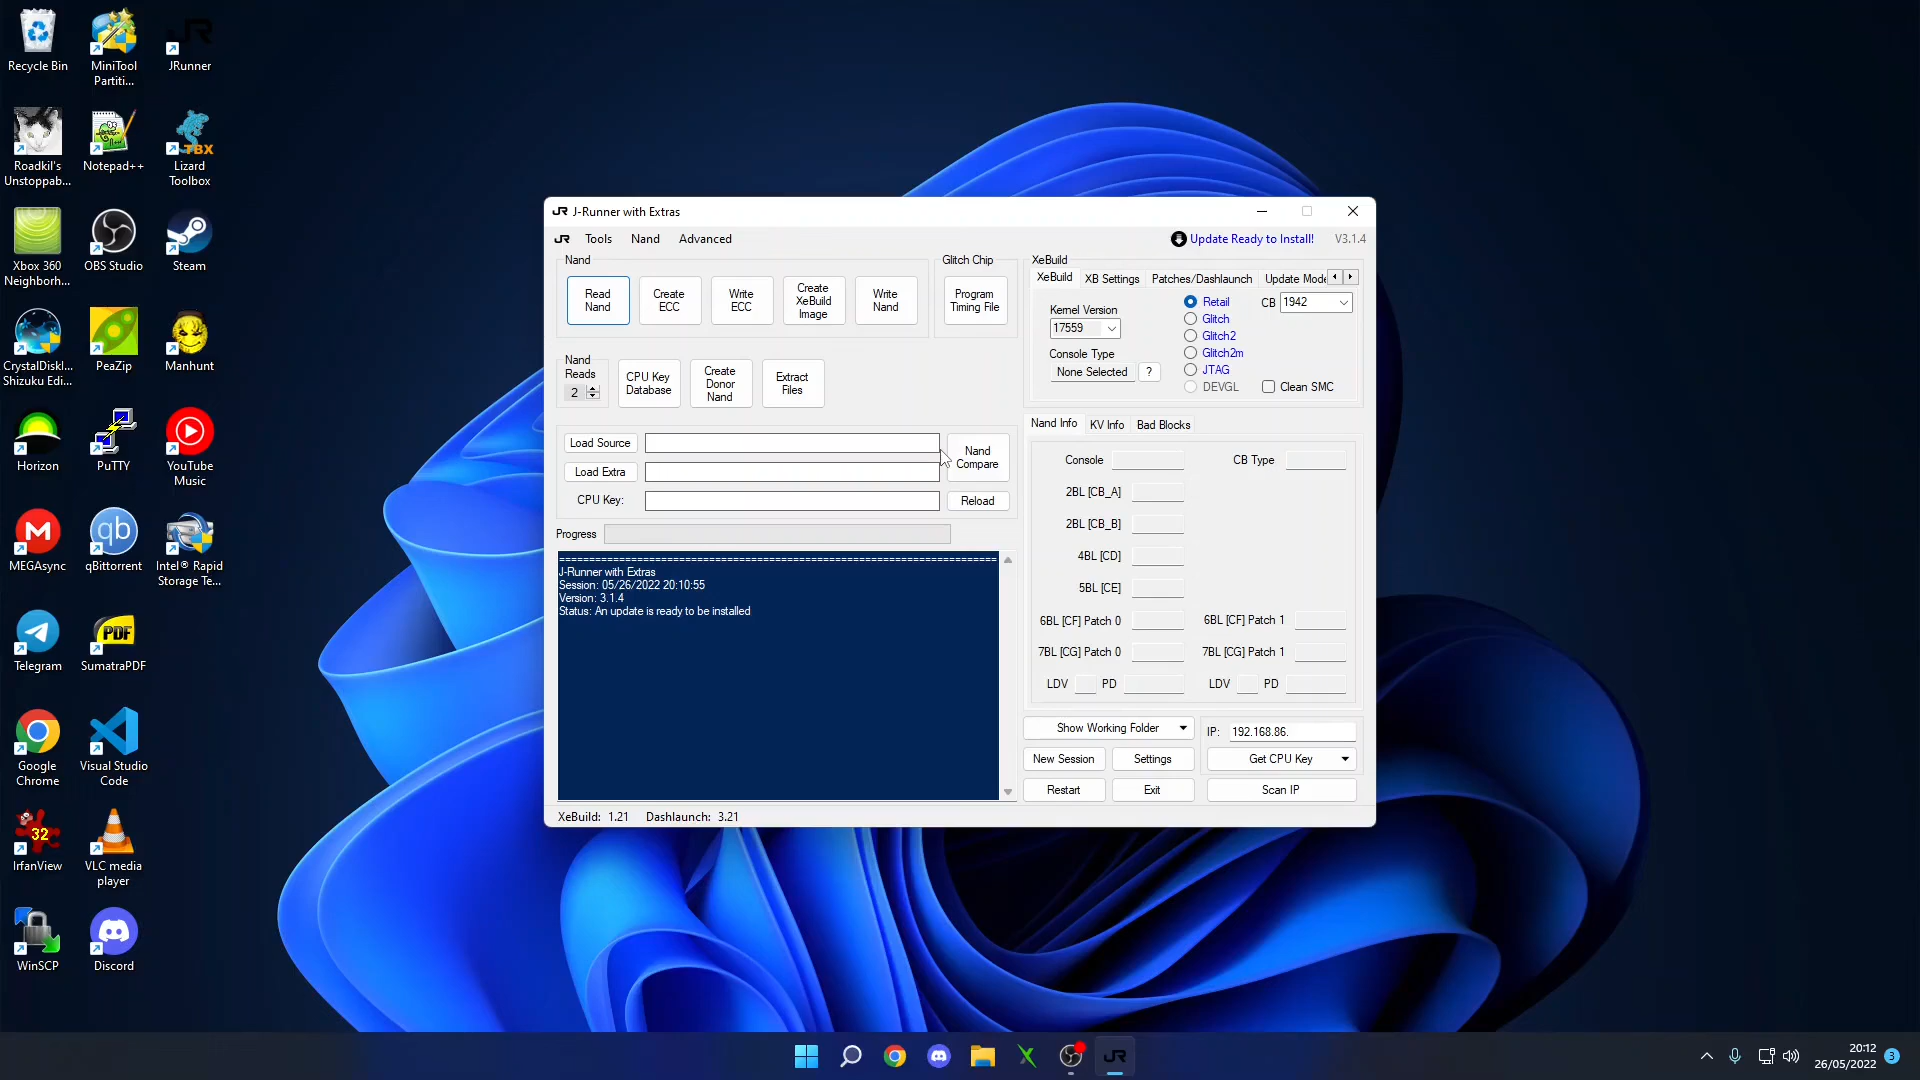 Recycle Bin
MiniTool
Partiti...
JRunner
Roadkil's
Unstoppab...
Notepad++
TBX
Lizard
Toolbox
Xbox 360
Neighborh...
OBS Studio
Steam
CrystalDiskI...
Shizuku Edi...
PeaZip
Manhunt
Horizon
PuTTY
YouTube
Music
MEGAsync
qb
qBittorrent
Intel® Rapid
Storage Te...
Telegram
PDF
SumatraPDF
Google
Chrome
Visual Studio
Code
32
IrfanView
VLC media
player
WinSCP
Discord
JR J-Runner with Extras
JR Tools Nand Advanced
Update Ready to Install! V3.1.4
Nand
Read
Nand
Create
ECC
Write
ECC
Create
XeBuild
Image
Write
Nand
Glitch Chip
Program
Timing File
Nand
Reads
2
CPU Key
Database
Create
Donor
Nand
Extract
Files
Load Source
Load Extra
CPU Key:
Nand
Compare
Reload
Progress
================================================================================
J-Runner with Extras
Session: 05/26/2022 20:10:55
Version: 3.1.4
Status: An update is ready to be installed
XeBuild
XeBuild XB Settings Patches/Dashlaunch Update Mode
Kernel Version
17559
Console Type
None Selected ?
Retail
Glitch
Glitch2
Glitch2m
JTAG
DEVGL
CB 1942
Clean SMC
Nand Info KV Info Bad Blocks
Console CB Type
2BL [CB_A]
2BL [CB_B]
4BL [CD]
5BL [CE]
6BL [CF] Patch 0 6BL [CF] Patch 1
7BL [CG] Patch 0 7BL [CG] Patch 1
LDV PD LDV PD
Show Working Folder
IP: 192.168.86.
New Session Settings Get CPU Key
Restart Exit Scan IP
XeBuild: 1.21 Dashlaunch: 3.21
JR
20:12
26/05/2022
3